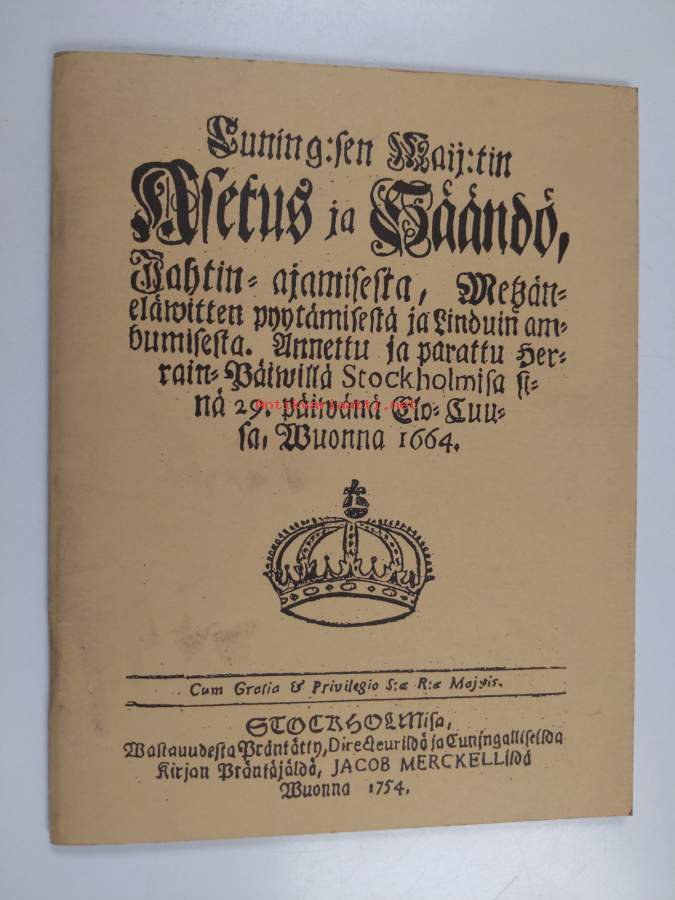 Cuning:sen Maij:tin
Asetus ja Säändö,
Jahtin- ajamisesta, Metzän-
eläwitten pyytämisestä ja Linduin am-
bumisesta. Annettu ja parattu Her-
rain-Päiwillä Stockholmisa si-
nä 29. päiwänä Elo-Cuu-
sa, Wuonna 1664.
Cum Gratia & Privilegio S:æ R:æ Maj:tis.
STOCKHOLMisa,
Wastauudesta Präntätty, Directeurildä ja Cuningalliselda
Kirjan Präntäjäldä, JACOB MERCKELLildä
Wuonna 1754.